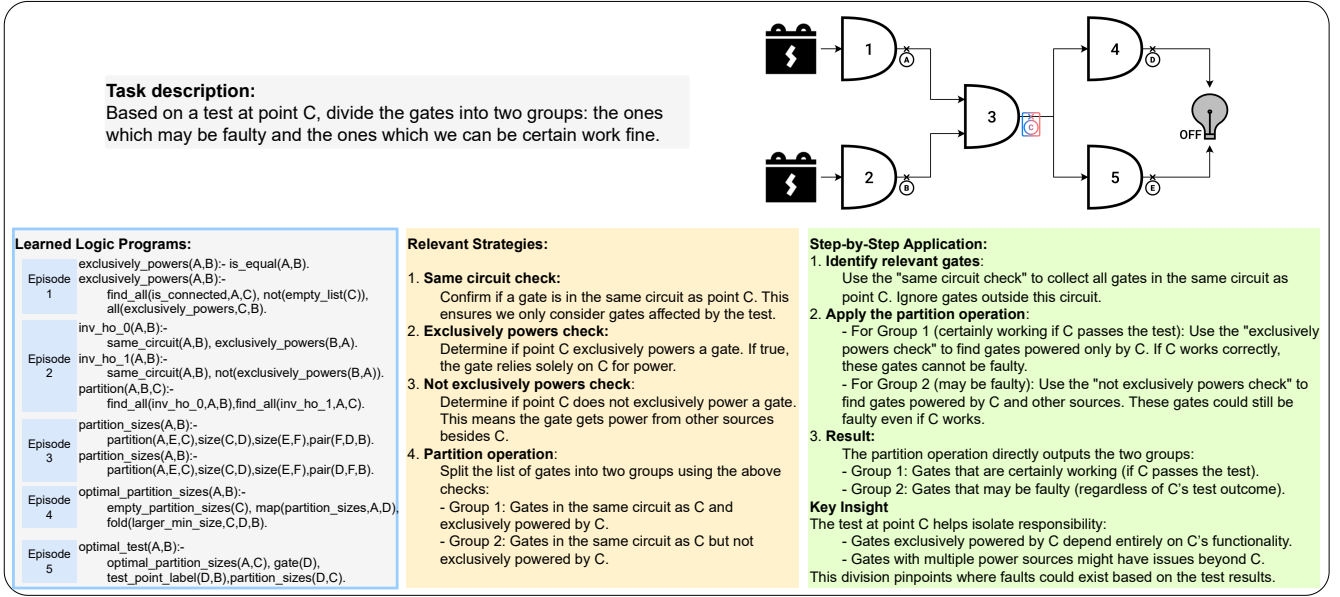 Task description:
Based on a test at point C, divide the gates into two groups: the ones
which may be faulty and the ones which we can be certain work fine.
1
A
2
B
3
C
4
D
5
E
OFF
Learned Logic Programs:
Episode
1
exclusively_powers(A,B):- is_equal(A,B).
exclusively_powers(A,B):-
find_all(is_connected,A,C), not(empty_list(C)),
all(exclusively_powers,C,B).
Episode
2
inv_ho_0(A,B):-
same_circuit(A,B), exclusively_powers(B,A).
inv_ho_1(A,B):-
same_circuit(A,B), not(exclusively_powers(B,A)).
partition(A,B,C):-
find_all(inv_ho_0,A,B),find_all(inv_ho_1,A,C).
Episode
3
partition_sizes(A,B):-
partition(A,E,C),size(C,D),size(E,F),pair(F,D,B).
partition_sizes(A,B):-
partition(A,E,C),size(C,D),size(E,F),pair(D,F,B).
Episode
4
optimal_partition_sizes(A,B):-
empty_partition_sizes(C), map(partition_sizes,A,D),
fold(larger_min_size,C,D,B).
Episode
5
optimal_test(A,B):-
optimal_partition_sizes(A,C), gate(D),
test_point_label(D,B),partition_sizes(D,C).
Relevant Strategies:
1. Same circuit check:
Confirm if a gate is in the same circuit as point C. This
ensures we only consider gates affected by the test.
2. Exclusively powers check:
Determine if point C exclusively powers a gate. If true,
the gate relies solely on C for power.
3. Not exclusively powers check:
Determine if point C does not exclusively power a gate.
This means the gate gets power from other sources
besides C.
4. Partition operation:
Split the list of gates into two groups using the above
checks:
- Group 1: Gates in the same circuit as C and
exclusively powered by C.
- Group 2: Gates in the same circuit as C but not
exclusively powered by C.
Step-by-Step Application:
1. Identify relevant gates:
Use the "same circuit check" to collect all gates in the same circuit as
point C. Ignore gates outside this circuit.
2. Apply the partition operation:
- For Group 1 (certainly working if C passes the test): Use the "exclusively
powers check" to find gates powered only by C. If C works correctly,
these gates cannot be faulty.
- For Group 2 (may be faulty): Use the "not exclusively powers check" to
find gates powered by C and other sources. These gates could still be
faulty even if C works.
3. Result:
The partition operation directly outputs the two groups:
- Group 1: Gates that are certainly working (if C passes the test).
- Group 2: Gates that may be faulty (regardless of C's test outcome).
Key Insight
The test at point C helps isolate responsibility:
- Gates exclusively powered by C depend entirely on C's functionality.
- Gates with multiple power sources might have issues beyond C.
This division pinpoints where faults could exist based on the test results.